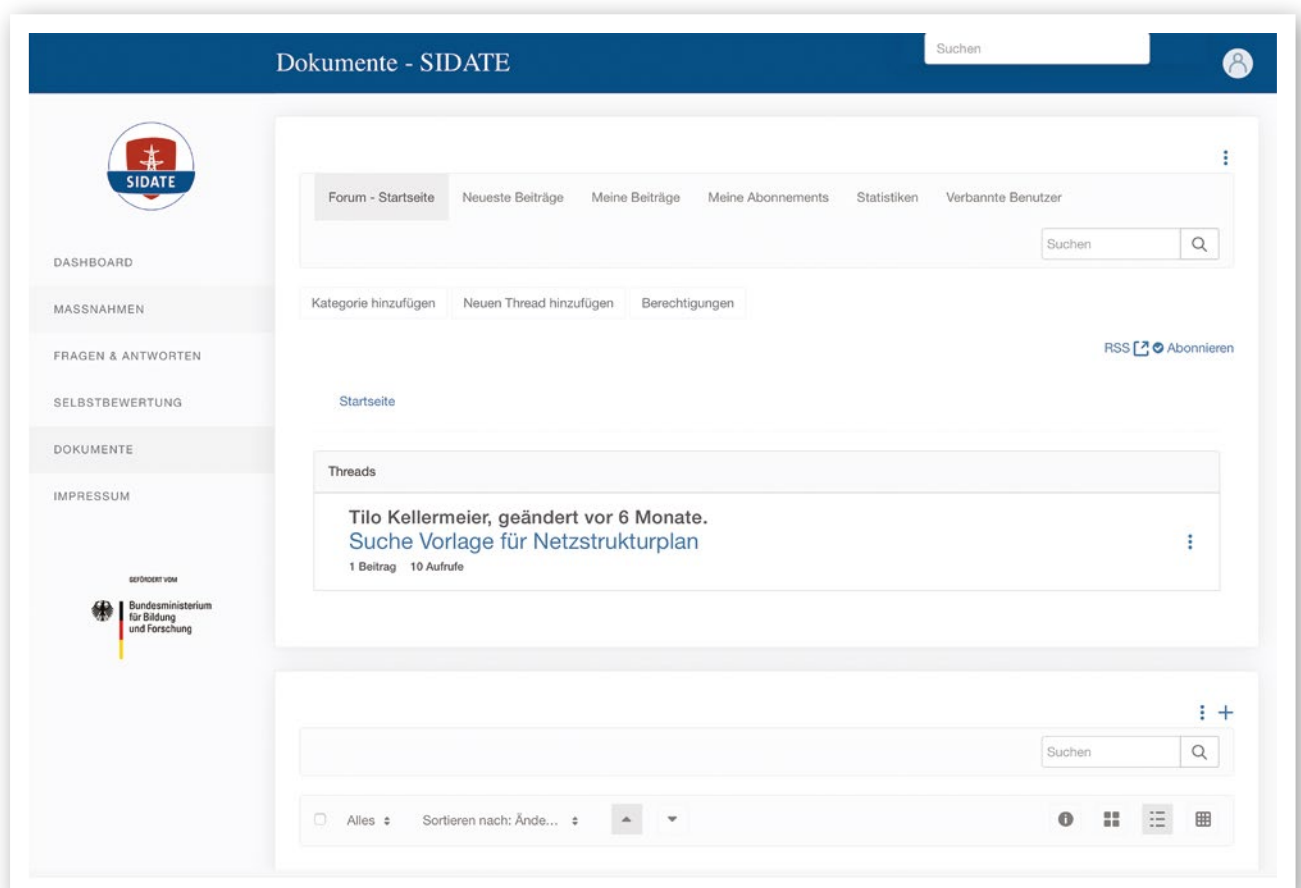 Dokumente - SIDATE
Suchen
SIDATE
DASHBOARD
MASSNAHMEN
FRAGEN & ANTWORTEN
SELBSTBEWERTUNG
DOKUMENTE
IMPRESSUM
GEFÖRDERT VOM
Bundesministerium
für Bildung
und Forschung
Forum - Startseite Neueste Beiträge Meine Beiträge Meine Abonnements Statistiken Verbannte Benutzer
Suchen
Kategorie hinzufügen Neuen Thread hinzufügen Berechtigungen
RSS Abonnieren
Startseite
Threads
Tilo Kellermeier, geändert vor 6 Monate.
Suche Vorlage für Netzstrukturplan
1 Beitrag 10 Aufrufe
Suchen
Alles Sortieren nach: Ände...